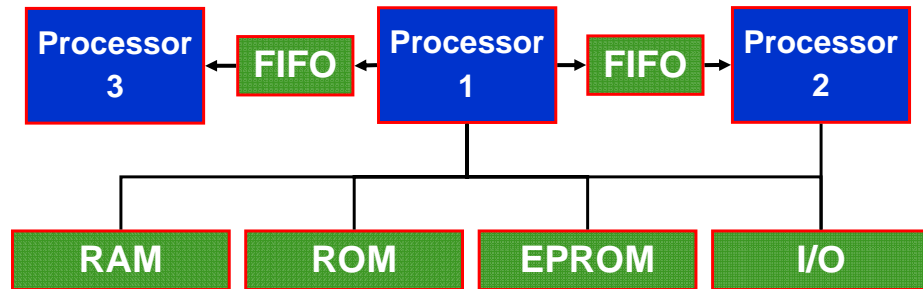 Processor
3
FIFO
Processor
1
FIFO
Processor
2
RAM
ROM
EPROM
I/O